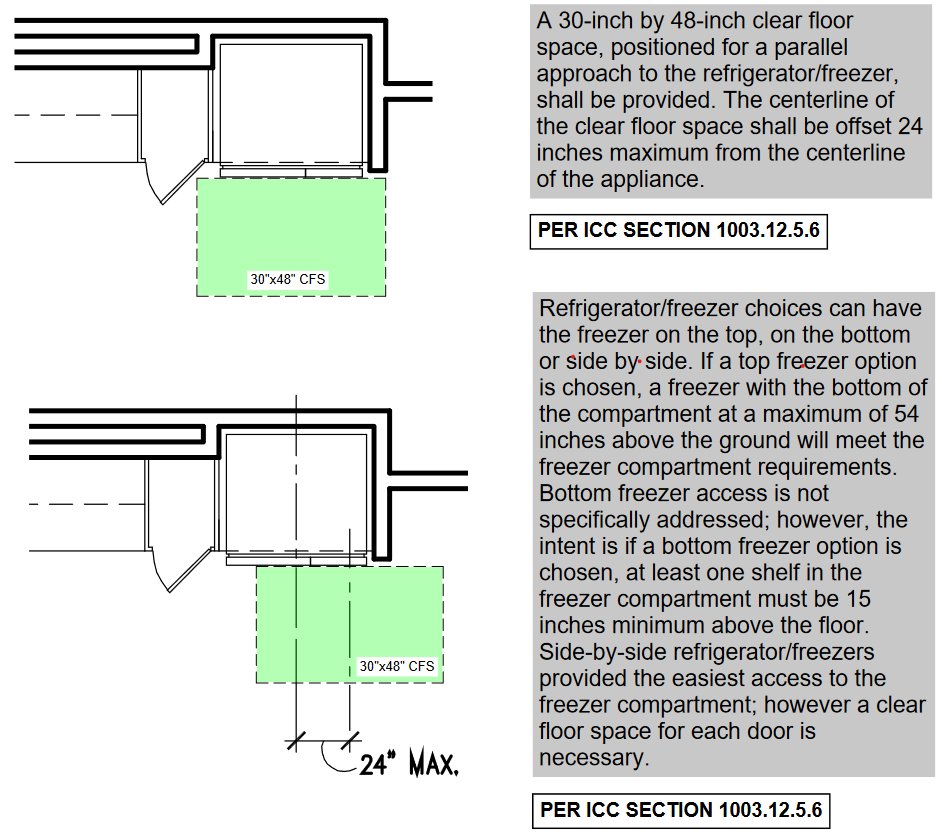 A 30-inch by 48-inch clear floor
space, positioned for a parallel
approach to the refrigerator/freezer,
shall be provided. The centerline of
the clear floor space shall be offset 24
inches maximum from the centerline
of the appliance.
PER ICC SECTION 1003.12.5.6
30"x48" CFS
Refrigerator/freezer choices can have
the freezer on the top, on the bottom
or side by side. If a top freezer option
is chosen, a freezer with the bottom of
the compartment at a maximum of 54
inches above the ground will meet the
freezer compartment requirements.
Bottom freezer access is not
specifically addressed; however, the
intent is if a bottom freezer option is
chosen, at least one shelf in the
freezer compartment must be 15
inches minimum above the floor.
Side-by-side refrigerator/freezers
provided the easiest access to the
freezer compartment; however a clear
floor space for each door is
necessary.
30"x48" CFS
24" MAX.
PER ICC SECTION 1003.12.5.6